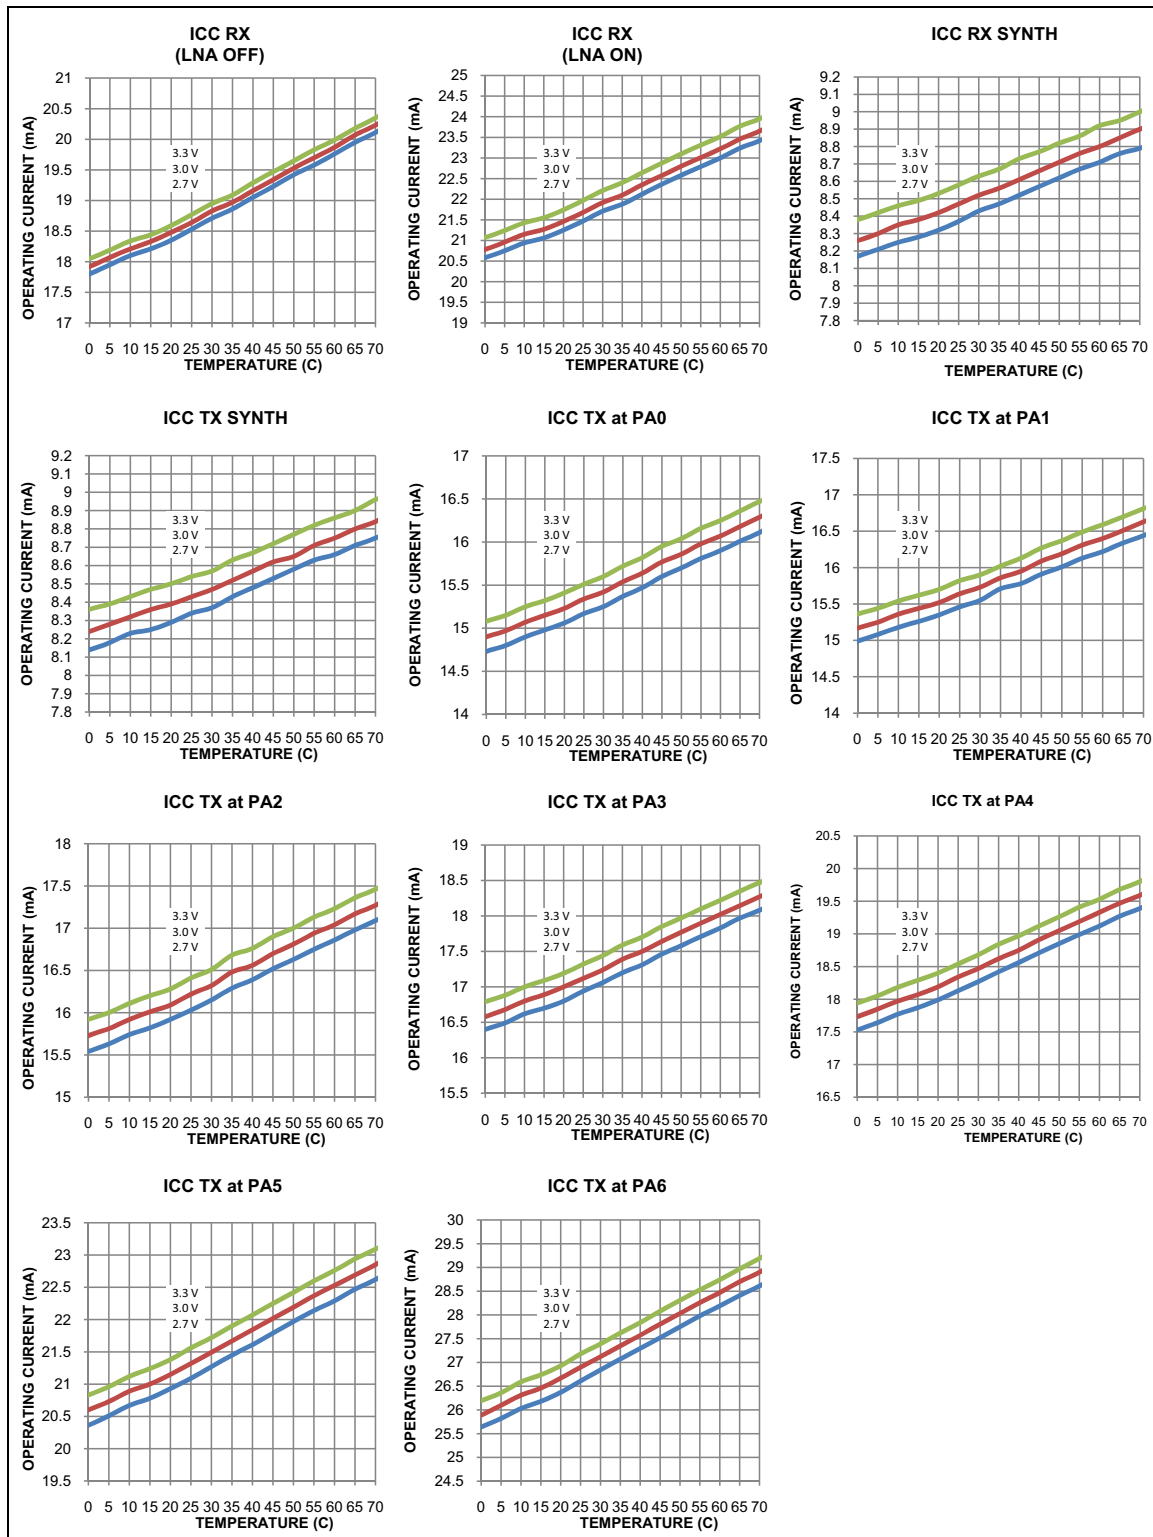 ICC RX
(LNA OFF)
OPERATING CURRENT (mA)
21
20.5
20
19.5
19
18.5
18
17.5
17
3.3 V
3.0 V
2.7 V
0 5 10 15 20 25 30 35 40 45 50 55 60 65 70
TEMPERATURE (C)
ICC RX
(LNA ON)
OPERATING CURRENT (mA)
25
24.5
24
23.5
23
22.5
22
21.5
21
20.5
20
19.5
19
3.3 V
3.0 V
2.7 V
0 5 10 15 20 25 30 35 40 45 50 55 60 65 70
TEMPERATURE (C)
ICC RX SYNTH
OPERATING CURRENT (mA)
9.2
9.1
9
8.9
8.8
8.7
8.6
8.5
8.4
8.3
8.2
8.1
8
7.9
7.8
3.3 V
3.0 V
2.7 V
0 5 10 15 20 25 30 35 40 45 50 55 60 65 70
TEMPERATURE (C)
ICC TX SYNTH
OPERATING CURRENT (mA)
9.2
9.1
9
8.9
8.8
8.7
8.6
8.5
8.4
8.3
8.2
8.1
8
7.9
7.8
3.3 V
3.0 V
2.7 V
0 5 10 15 20 25 30 35 40 45 50 55 60 65 70
TEMPERATURE (C)
ICC TX at PA0
OPERATING CURRENT (mA)
17
16.5
16
15.5
15
14.5
14
3.3 V
3.0 V
2.7 V
0 5 10 15 20 25 30 35 40 45 50 55 60 65 70
TEMPERATURE (C)
ICC TX at PA1
OPERATING CURRENT (mA)
17.5
17
16.5
16
15.5
15
14.5
14
3.3 V
3.0 V
2.7 V
0 5 10 15 20 25 30 35 40 45 50 55 60 65 70
TEMPERATURE (C)
ICC TX at PA2
OPERATING CURRENT (mA)
18
17.5
17
16.5
16
15.5
15
3.3 V
3.0 V
2.7 V
0 5 10 15 20 25 30 35 40 45 50 55 60 65 70
TEMPERATURE (C)
ICC TX at PA3
OPERATING CURRENT (mA)
19
18.5
18
17.5
17
16.5
16
15.5
3.3 V
3.0 V
2.7 V
0 5 10 15 20 25 30 35 40 45 50 55 60 65 70
TEMPERATURE (C)
ICC TX at PA4
OPERATING CURRENT (mA)
20.5
20
19.5
19
18.5
18
17.5
17
16.5
3.3 V
3.0 V
2.7 V
0 5 10 15 20 25 30 35 40 45 50 55 60 65 70
TEMPERATURE (C)
ICC TX at PA5
OPERATING CURRENT (mA)
23.5
23
22.5
22
21.5
21
20.5
20
19.5
3.3 V
3.0 V
2.7 V
0 5 10 15 20 25 30 35 40 45 50 55 60 65 70
TEMPERATURE (C)
ICC TX at PA6
OPERATING CURRENT (mA)
30
29.5
29
28.5
28
27.5
27
26.5
26
25.5
25
24.5
3.3 V
3.0 V
2.7 V
0 5 10 15 20 25 30 35 40 45 50 55 60 65 70
TEMPERATURE (C)